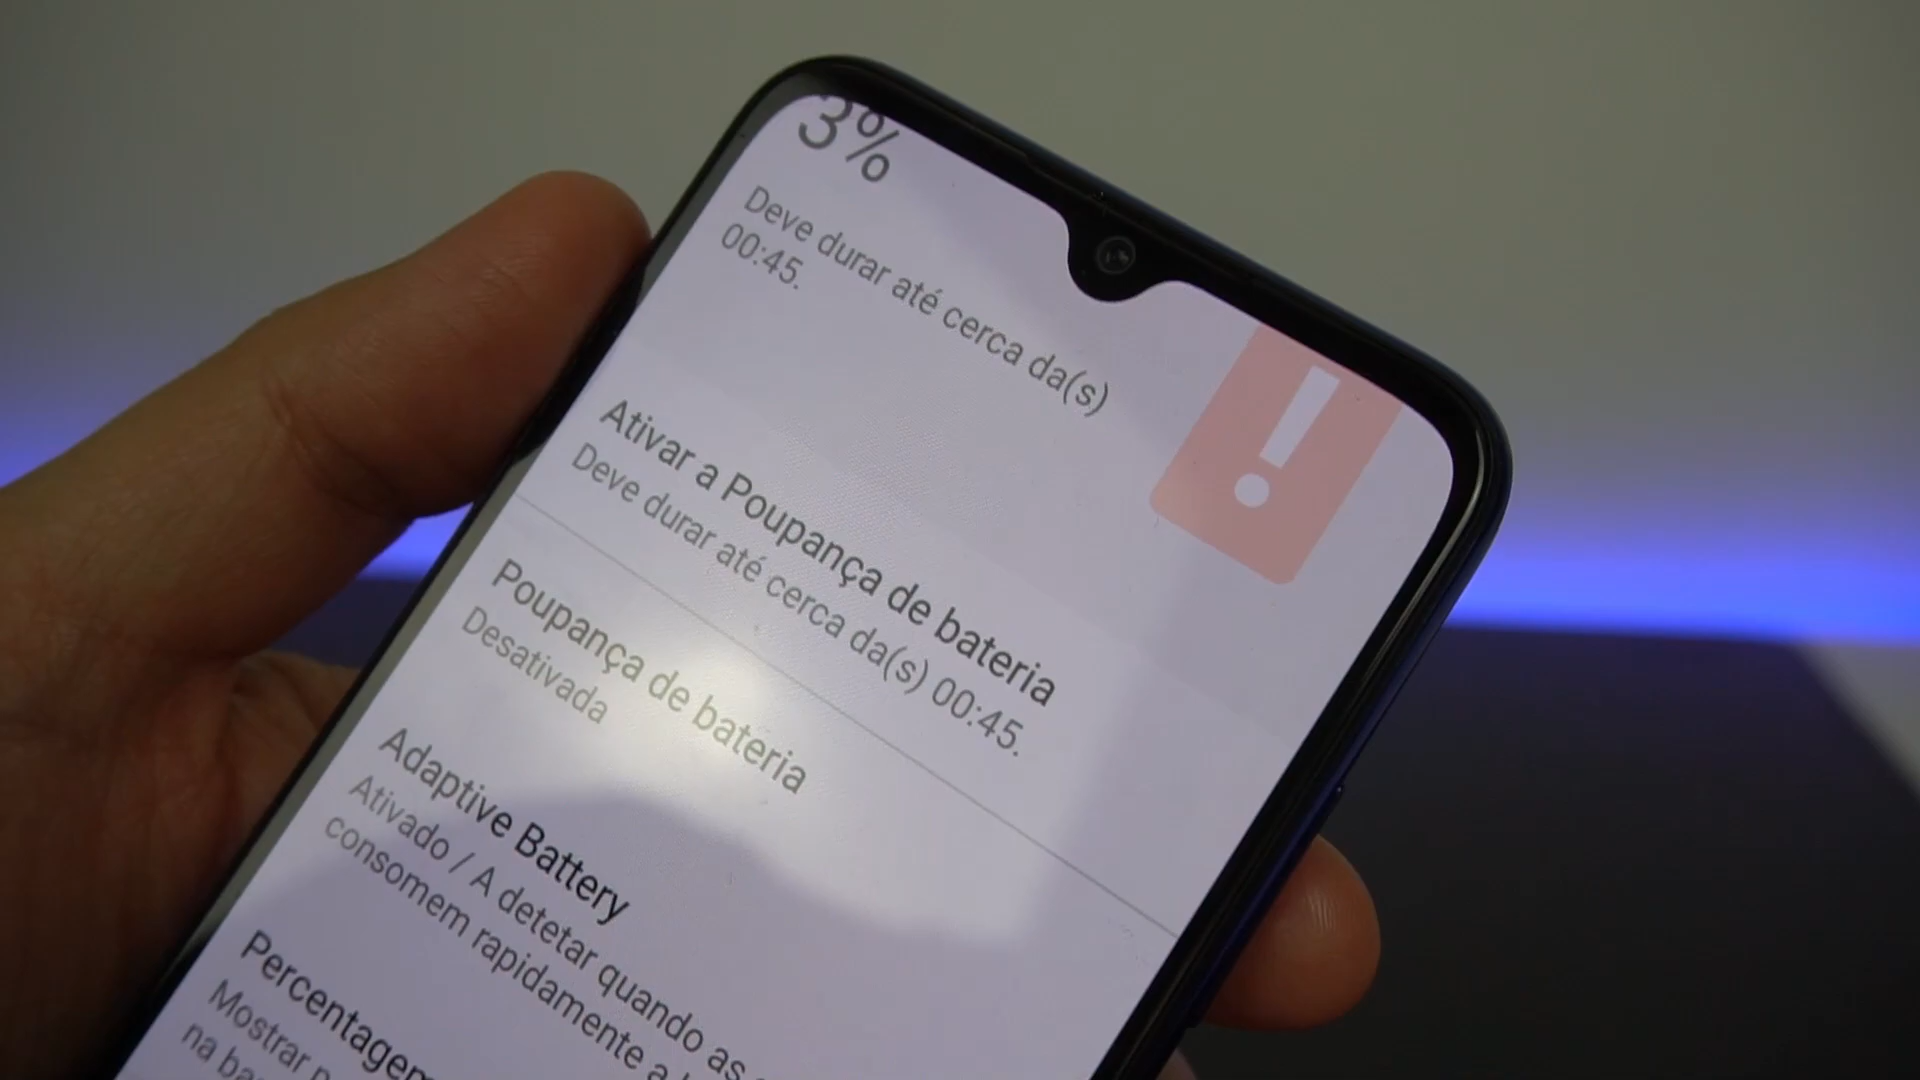 3%
Deve durar até cerca da(s)
00:45.
!
Ativar a Poupança de bateria
Deve durar até cerca da(s) 00:45.
Poupança de bateria
Desativada
Adaptive Battery
Ativado / A detetar quando as
consomem rapidamente a
Percentagem
Mostrar
na